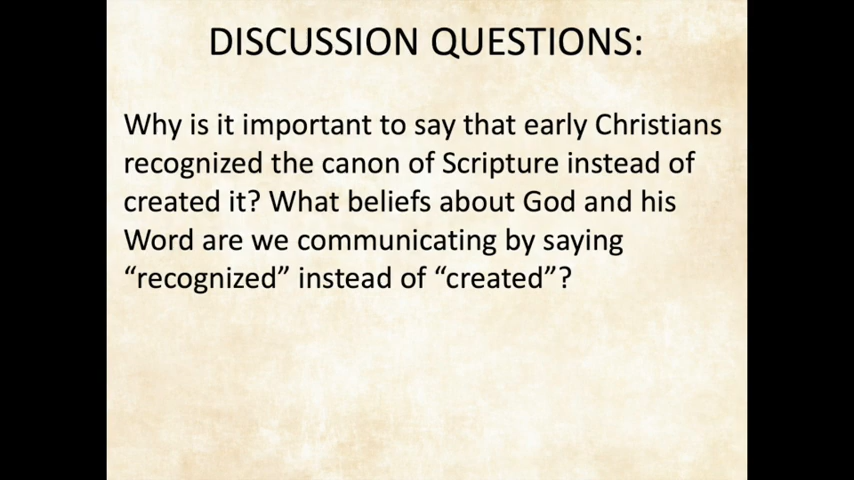 DISCUSSION QUESTIONS:
Why is it important to say that early Christians
recognized the canon of Scripture instead of
created it? What beliefs about God and his
Word are we communicating by saying
“recognized” instead of “created”?